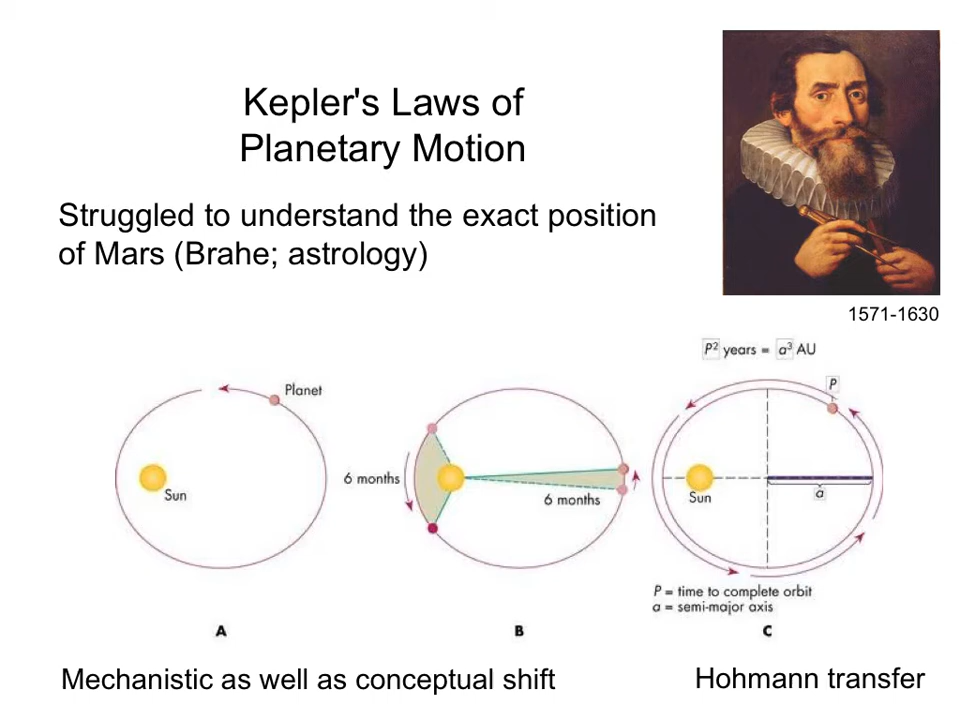 Kepler's Laws of
Planetary Motion
Struggled to understand the exact position
of Mars (Brahe; astrology)
1571-1630
P² years = a³ AU
Planet
P
6 months
6 months
Sun
Sun
a
P = time to complete orbit
a = semi-major axis
A
B
C
Mechanistic as well as conceptual shift
Hohmann transfer